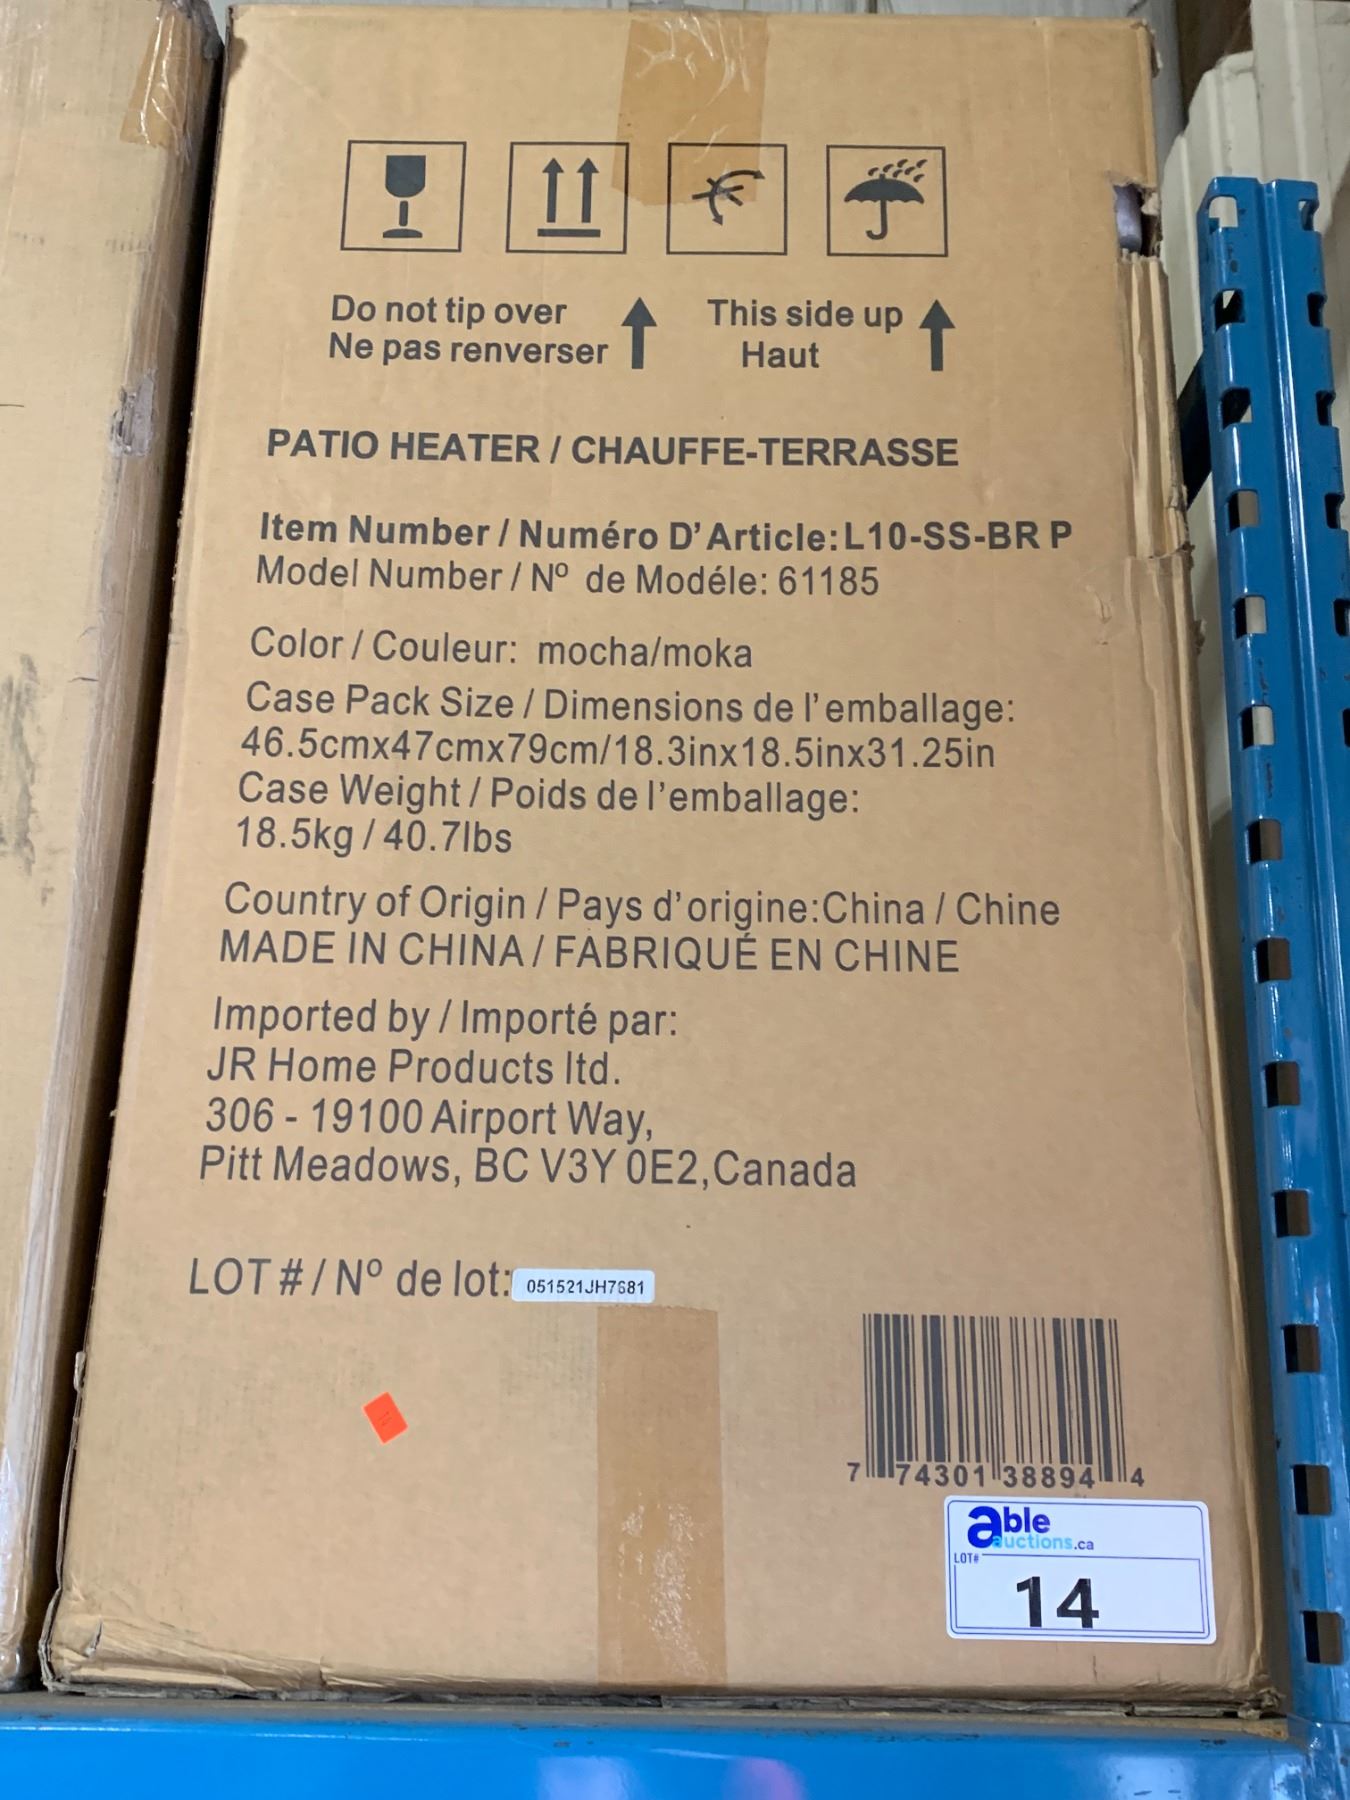 Do not tip over
Ne pas renverser
This side up
Haut
PATIO HEATER / CHAUFFE-TERRASSE
Item Number / Numéro D'Article:L10-SS-BR P
Model Number / Nº de Modéle: 61185
Color / Couleur: mocha/moka
Case Pack Size / Dimensions de l'emballage:
46.5cmx47cmx79cm/18.3inx18.5inx31.25in
Case Weight / Poids de l'emballage:
18.5kg / 40.7lbs
Country of Origin / Pays d'origine:China / Chine
MADE IN CHINA / FABRIQUÉ EN CHINE
Imported by / Importé par:
JR Home Products ltd.
306 - 19100 Airport Way,
Pitt Meadows, BC V3Y 0E2,Canada
LOT # / Nº de lot: 051521JH7681
7 74301 38894 4
able
auctions.ca
LOT#
14